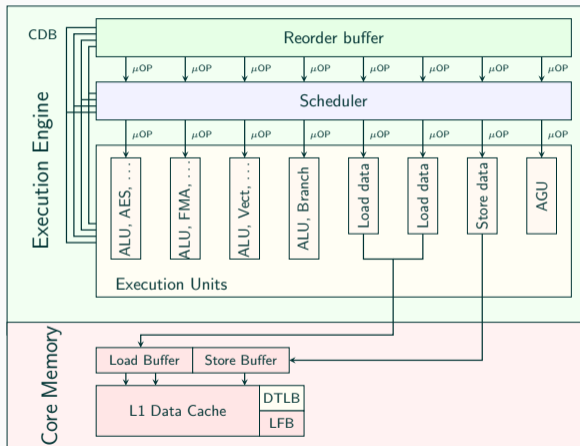 CDB
Reorder buffer
μOP μOP μOP μOP μOP μOP μOP μOP
Scheduler
μOP μOP μOP μOP μOP μOP μOP μOP
Execution Engine
ALU, AES, ...
ALU, FMA, ...
ALU, Vect, ...
ALU, Branch
Load data
Load data
Store data
AGU
Execution Units
Core Memory
Load Buffer
Store Buffer
L1 Data Cache
DTLB
LFB